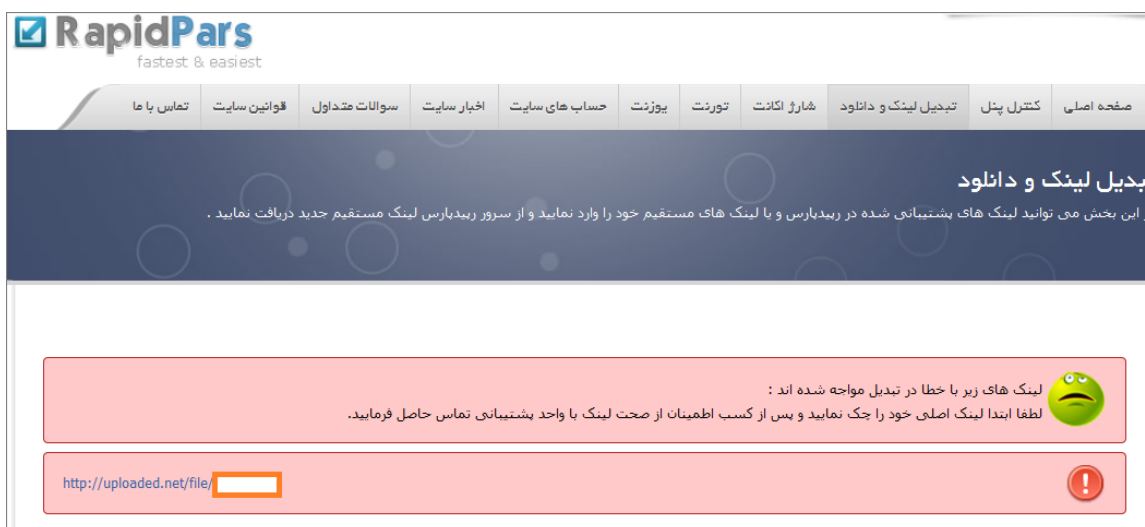 RapidPars
fastest & easiest
صفحه اصلی
کنترل پنل
تبدیل لینک و دانلود
شارژ اکانت
تورنت
یوزنت
حساب های سایت
اخبار سایت
سوالات متداول
قوانین سایت
تماس با ما
بدیل لینک و دانلود
این بخش می توانید لینک های پشتیبانی شده در رپیدپارس و یا لینک های مستقیم خود را وارد نمایید و از سرور رپیدپارس لینک مستقیم جدید دریافت نمایید .
لینک های زیر با خطا در تبدیل مواجه شده اند :
لطفا ابتدا لینک اصلی خود را چک نمایید و پس از کسب اطمینان از صحت لینک با واحد پشتیبانی تماس حاصل فرمایید.
http://uploaded.net/file/